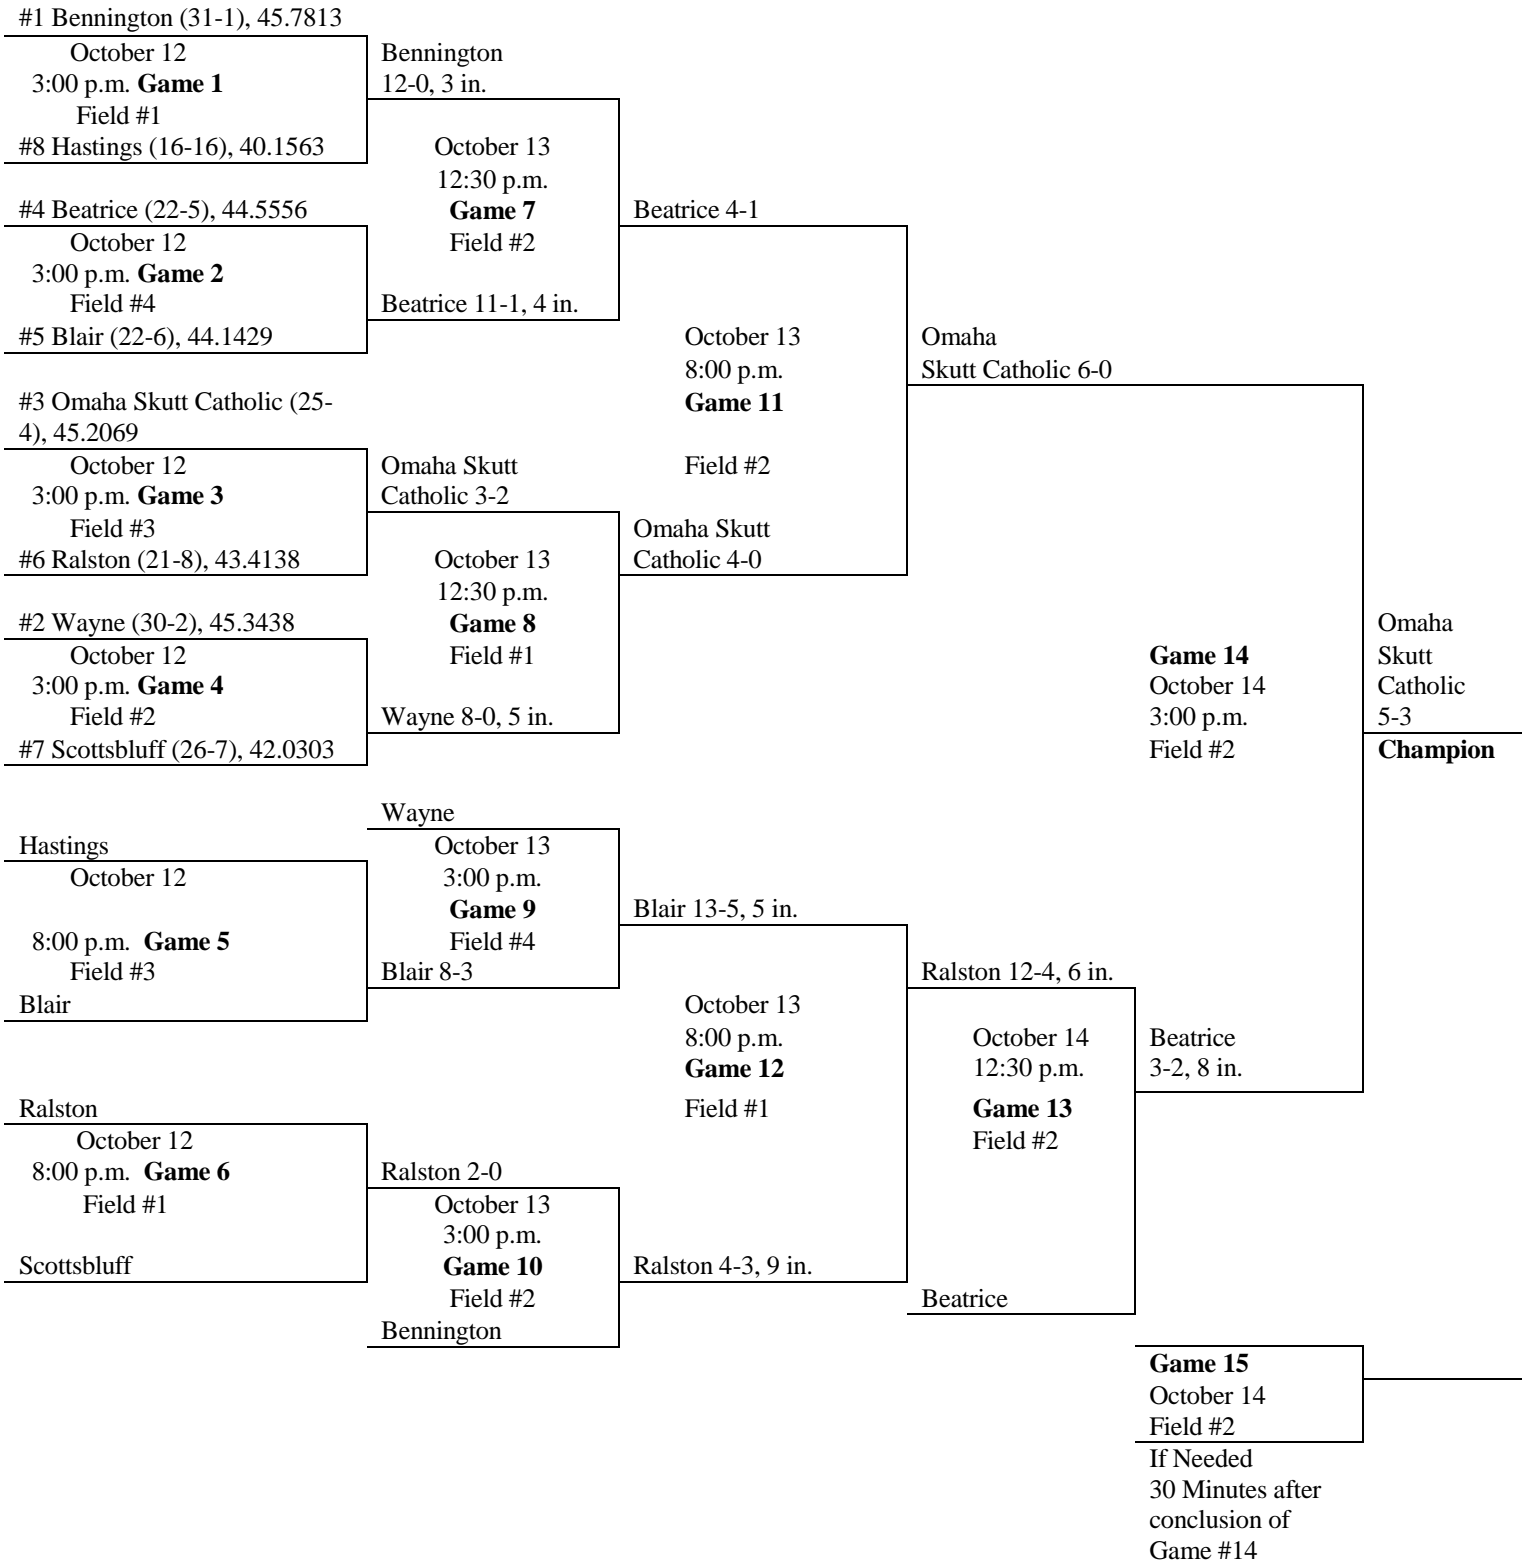 #1 Bennington (31-1), 45.7813
October 12
3:00 p.m. Game 1
Field #1
#8 Hastings (16-16), 40.1563
#4 Beatrice (22-5), 44.5556
October 12
3:00 p.m. Game 2
Field #4
#5 Blair (22-6), 44.1429
#3 Omaha Skutt Catholic (25-
4), 45.2069
October 12
3:00 p.m. Game 3
Field #3
#6 Ralston (21-8), 43.4138
#2 Wayne (30-2), 45.3438
October 12
3:00 p.m. Game 4
Field #2
#7 Scottsbluff (26-7), 42.0303
Hastings
October 12
8:00 p.m. Game 5
Field #3
Blair
Ralston
October 12
8:00 p.m. Game 6
Field #1
Scottsbluff
Bennington
12-0, 3 in.
October 13
12:30 p.m.
Game 7
Field #2
Beatrice 11-1, 4 in.
Omaha Skutt
Catholic 3-2
October 13
12:30 p.m.
Game 8
Field #1
Wayne 8-0, 5 in.
Wayne
October 13
3:00 p.m.
Game 9
Field #4
Blair 8-3
Ralston 2-0
October 13
3:00 p.m.
Game 10
Field #2
Bennington
Beatrice 4-1
October 13
8:00 p.m.
Game 11
Field #2
Omaha Skutt
Catholic 4-0
Blair 13-5, 5 in.
October 13
8:00 p.m.
Game 12
Field #1
Ralston 4-3, 9 in.
Omaha
Skutt Catholic 6-0
Ralston 12-4, 6 in.
October 14
12:30 p.m.
Game 13
Field #2
Beatrice
Game 14
October 14
3:00 p.m.
Field #2
Beatrice
3-2, 8 in.
Game 15
October 14
Field #2
If Needed
30 Minutes after
conclusion of
Game #14
Omaha
Skutt
Catholic
5-3
Champion